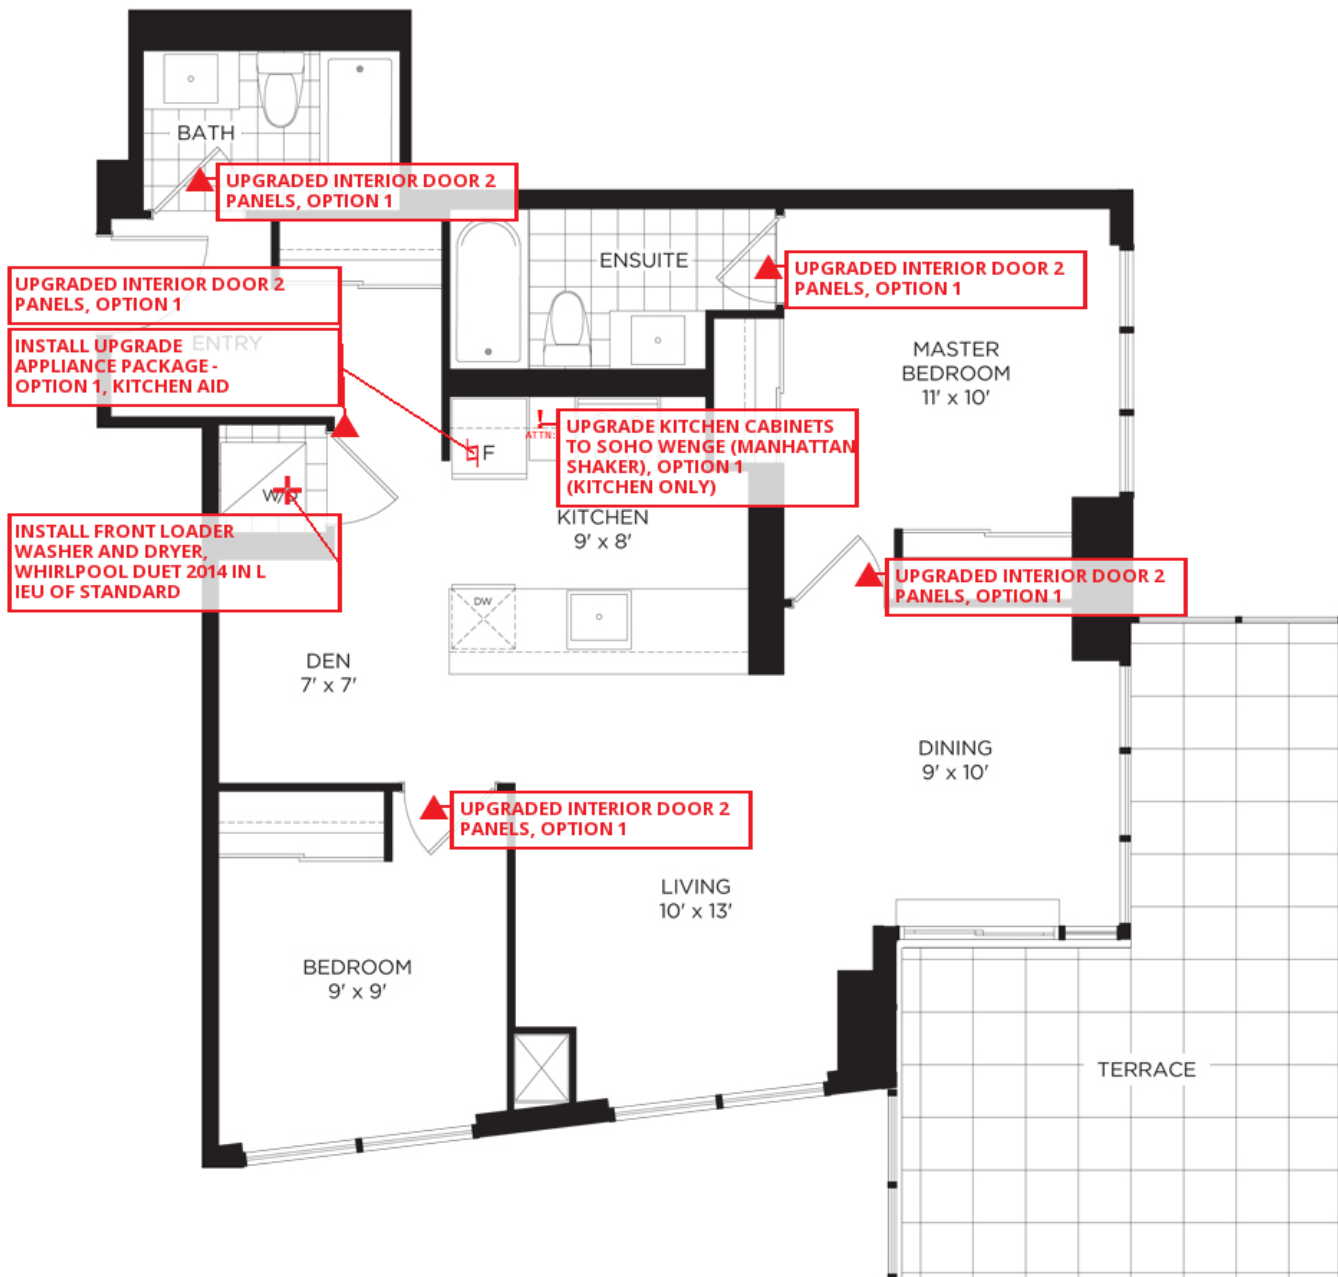 BATH
UPGRADED INTERIOR DOOR 2
PANELS, OPTION 1
ENSUITE
UPGRADED INTERIOR DOOR 2
PANELS, OPTION 1
UPGRADED INTERIOR DOOR 2
PANELS, OPTION 1
ENTRY
INSTALL UPGRADE
APPLIANCE PACKAGE -
OPTION 1, KITCHEN AID
MASTER
BEDROOM
11' x 10'
F
ATTN:
UPGRADE KITCHEN CABINETS
TO SOHO WENGE (MANHATTAN
SHAKER), OPTION 1
(KITCHEN ONLY)
W/D
KITCHEN
9' x 8'
INSTALL FRONT LOADER
WASHER AND DRYER,
WHIRLPOOL DUET 2014 IN L
IEU OF STANDARD
UPGRADED INTERIOR DOOR 2
PANELS, OPTION 1
DW
DEN
7' x 7'
DINING
9' x 10'
UPGRADED INTERIOR DOOR 2
PANELS, OPTION 1
LIVING
10' x 13'
BEDROOM
9' x 9'
TERRACE